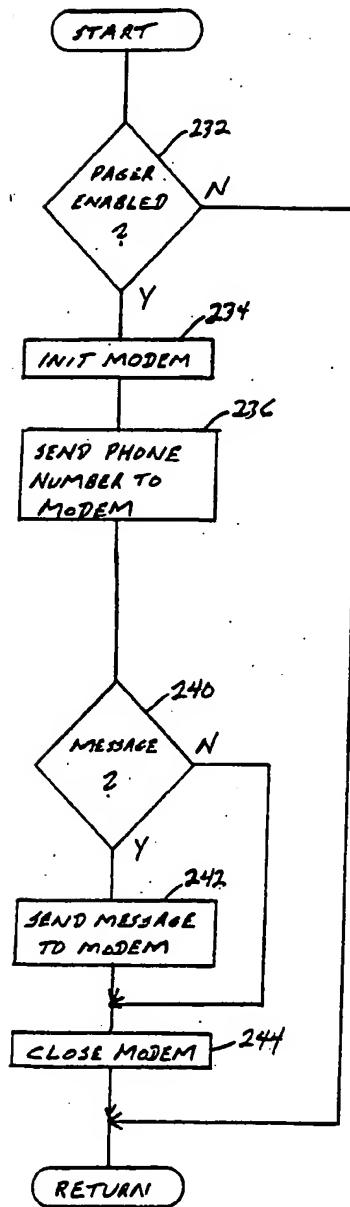 START
232
PAGER
ENABLED
?
N
Y
234
INIT MODEM
236
SEND PHONE
NUMBER TO
MODEM
240
MESSAGE
?
N
Y
242
SEND MESSAGE
TO MODEM
CLOSE MODEM
244
RETURN